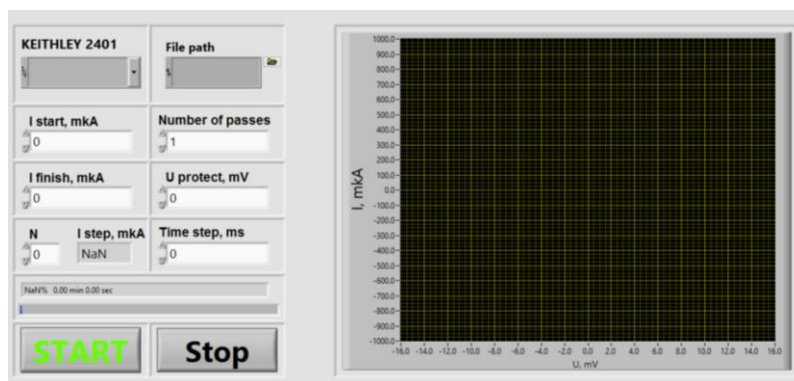 KEITHLEY 2401
File path
I start, mkA
Number of passes
0
1
I finish, mkA
U protect, mV
0
0
N
I step, mkA
Time step, ms
0
NaN
0
NaN% 0.00 min 0.00 sec
START
Stop
I, mkA
1000.0
900.0
800.0
700.0
600.0
500.0
400.0
300.0
200.0
100.0
0.0
-100.0
-200.0
-300.0
-400.0
-500.0
-600.0
-700.0
-800.0
-900.0
-1000.0
-16.0 -14.0 -12.0 -10.0 -8.0 -6.0 -4.0 -2.0 0.0 2.0 4.0 6.0 8.0 10.0 12.0 14.0 16.0
U, mV